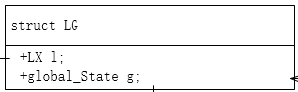 struct LG
+LX l;
+global_State g;